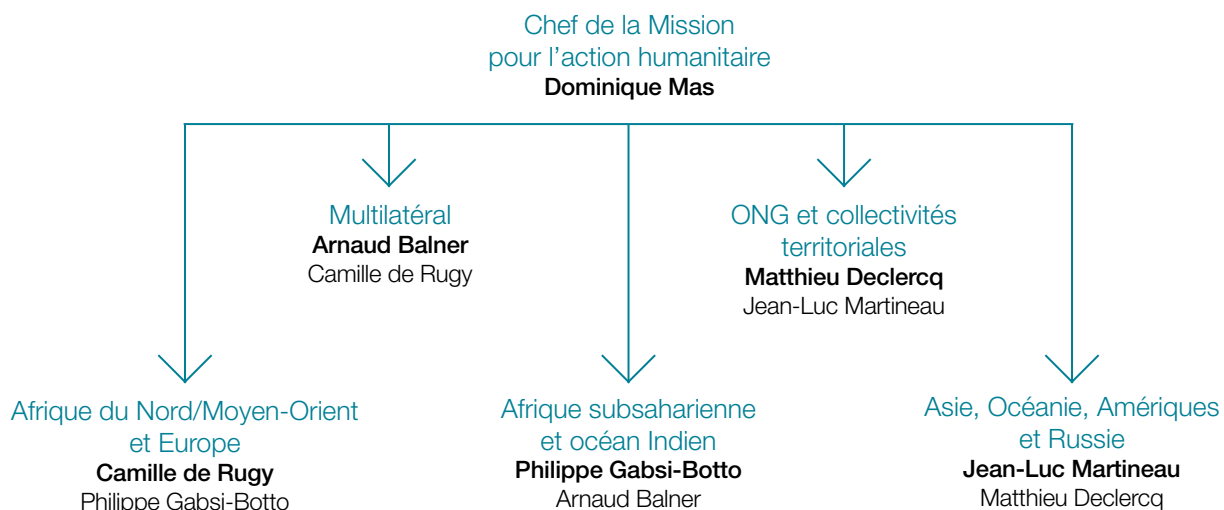 Chef de la Mission
pour l'action humanitaire
Dominique Mas
Multilatéral
Arnaud Balner
Camille de Rugy
ONG et collectivités
territoriales
Matthieu Declercq
Jean-Luc Martineau
Afrique du Nord/Moyen-Orient
et Europe
Camille de Rugy
Philippe Gabsi-Botto
Afrique subsaharienne
et océan Indien
Philippe Gabsi-Botto
Arnaud Balner
Asie, Océanie, Amériques
et Russie
Jean-Luc Martineau
Matthieu Declercq